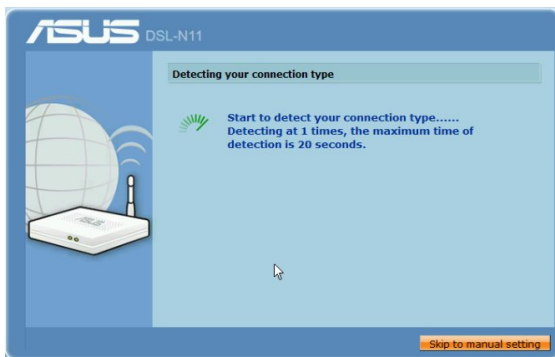 ASUS DSL-N11
Detecting your connection type
Start to detect your connection type......
Detecting at 1 times, the maximum time of
detection is 20 seconds.
Skip to manual setting